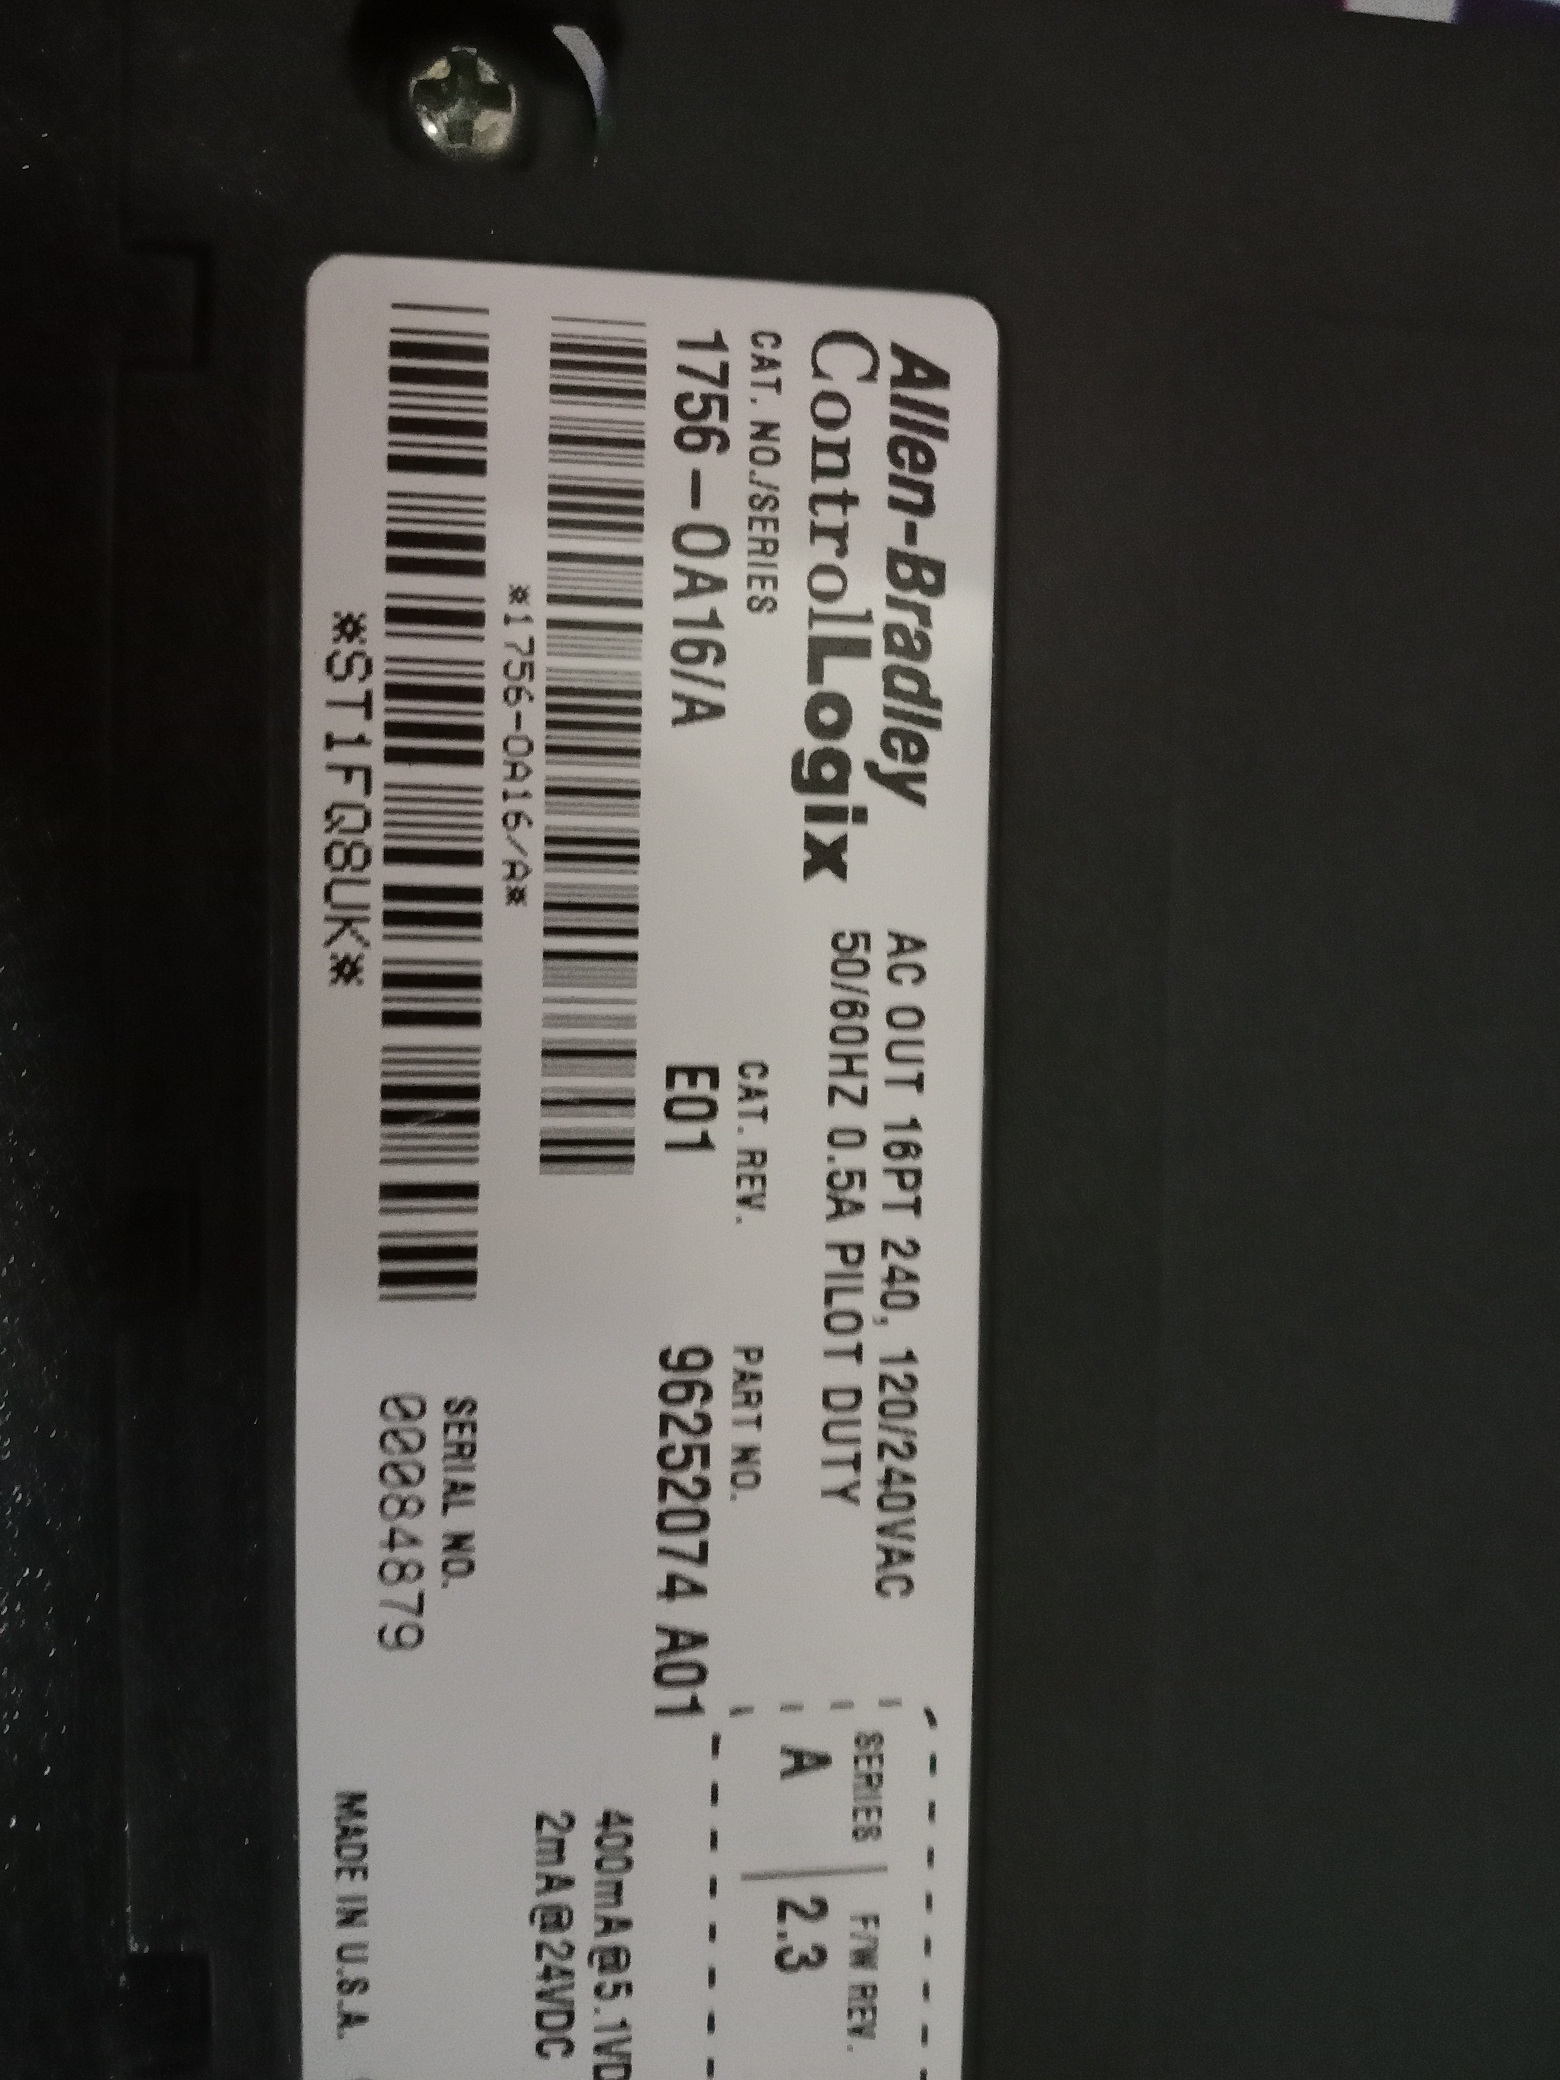 Allen-Bradley
ControlLogix
AC OUT 16PT 240, 120/240VAC
50/60HZ 0.5A PILOT DUTY
SERIES
F/W REV.
A
2.3
CAT. NO./SERIES
CAT. REV.
PART NO.
1756-OA16/A
E01
96252074 A01
*1756-OA16/A*
400mA@5.1VD
2mA@24VDC
SERIAL NO.
00084879
*ST1FQ8UK*
MADE IN U.S.A.